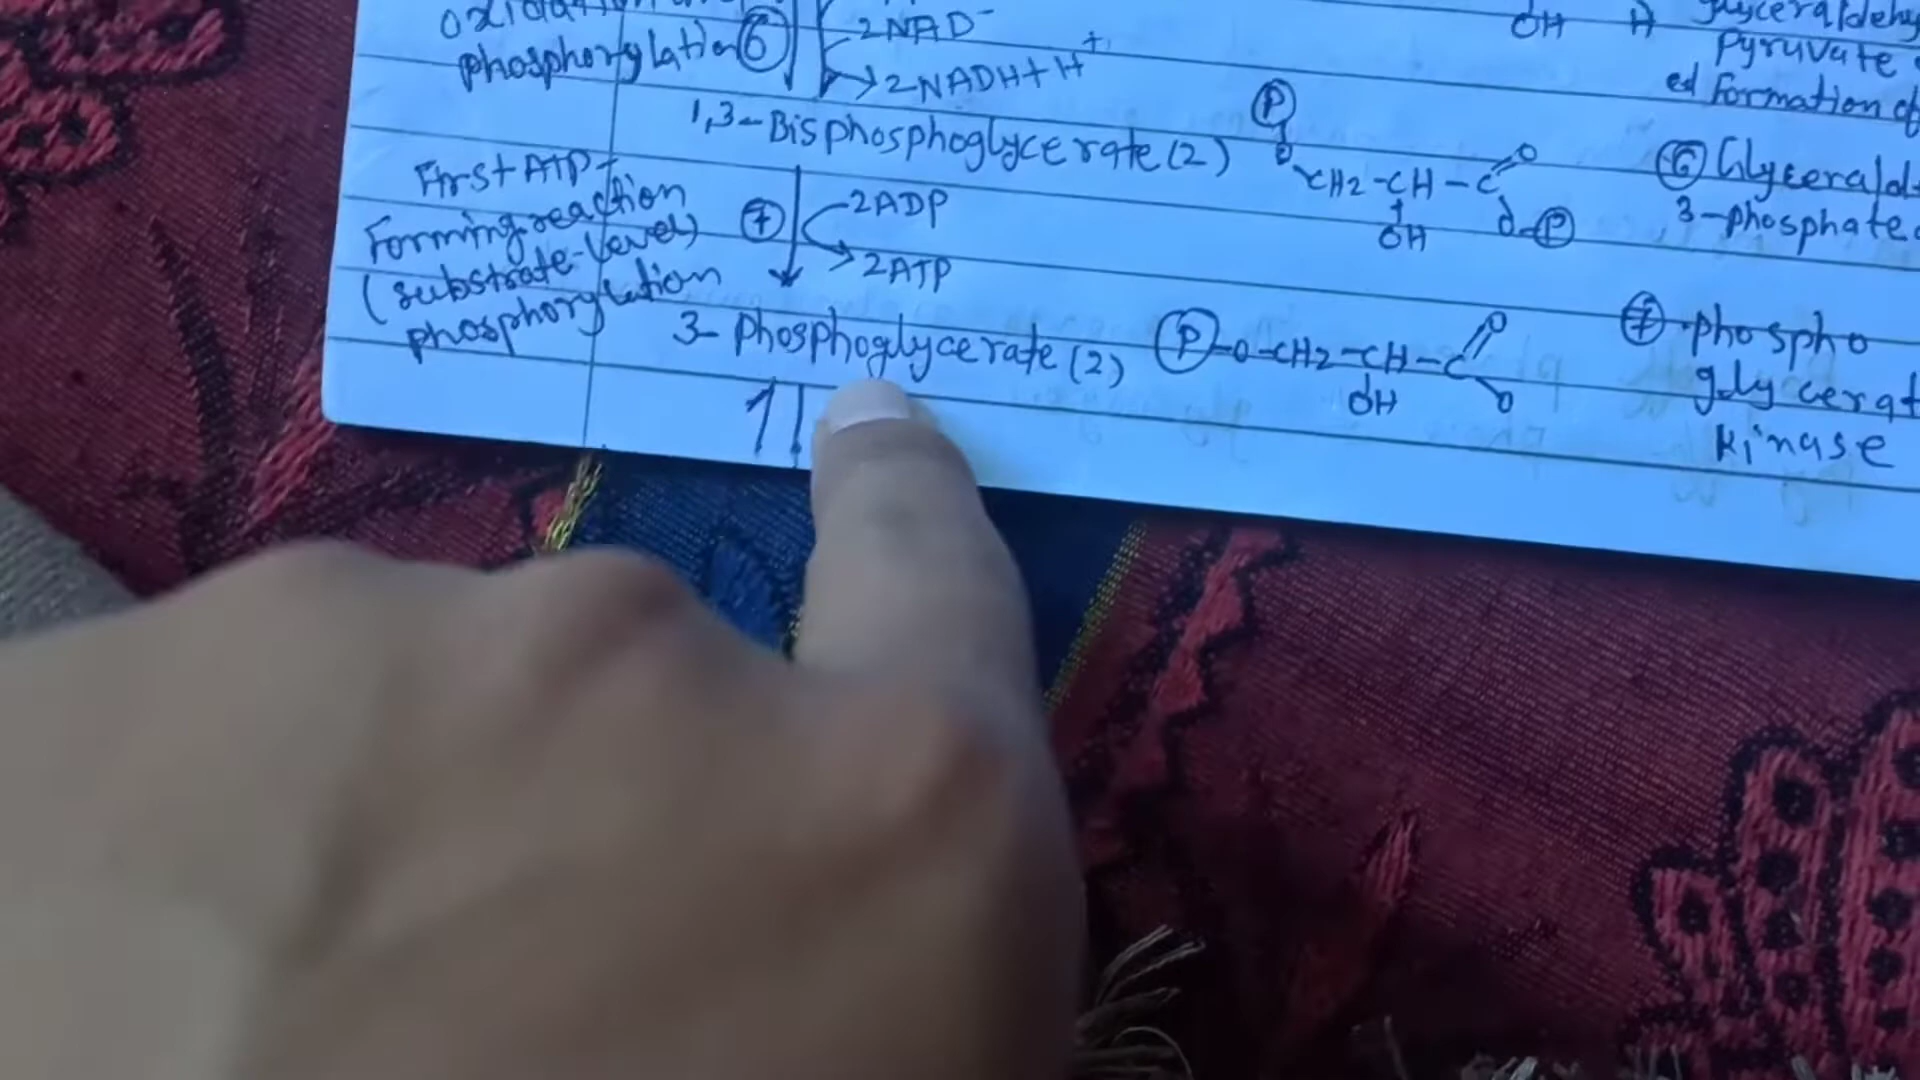 phosphorylation ⑥
2NAD⁻
2NADH+H⁺
OH H
Pyruvate
ed Formation of
1,3-Bisphosphoglycerate (2)
P
O
CH2-CH-C
O
OH
O-P
⑥ Glycerald
3-phosphate
First ATP-
Forming reaction
(substrate-level)
phosphorylation
⑦
2ADP
2ATP
3-Phosphoglycerate (2)
P-O-CH2-CH-C
O
OH
O
⑦ phospho
glycerat
kinase